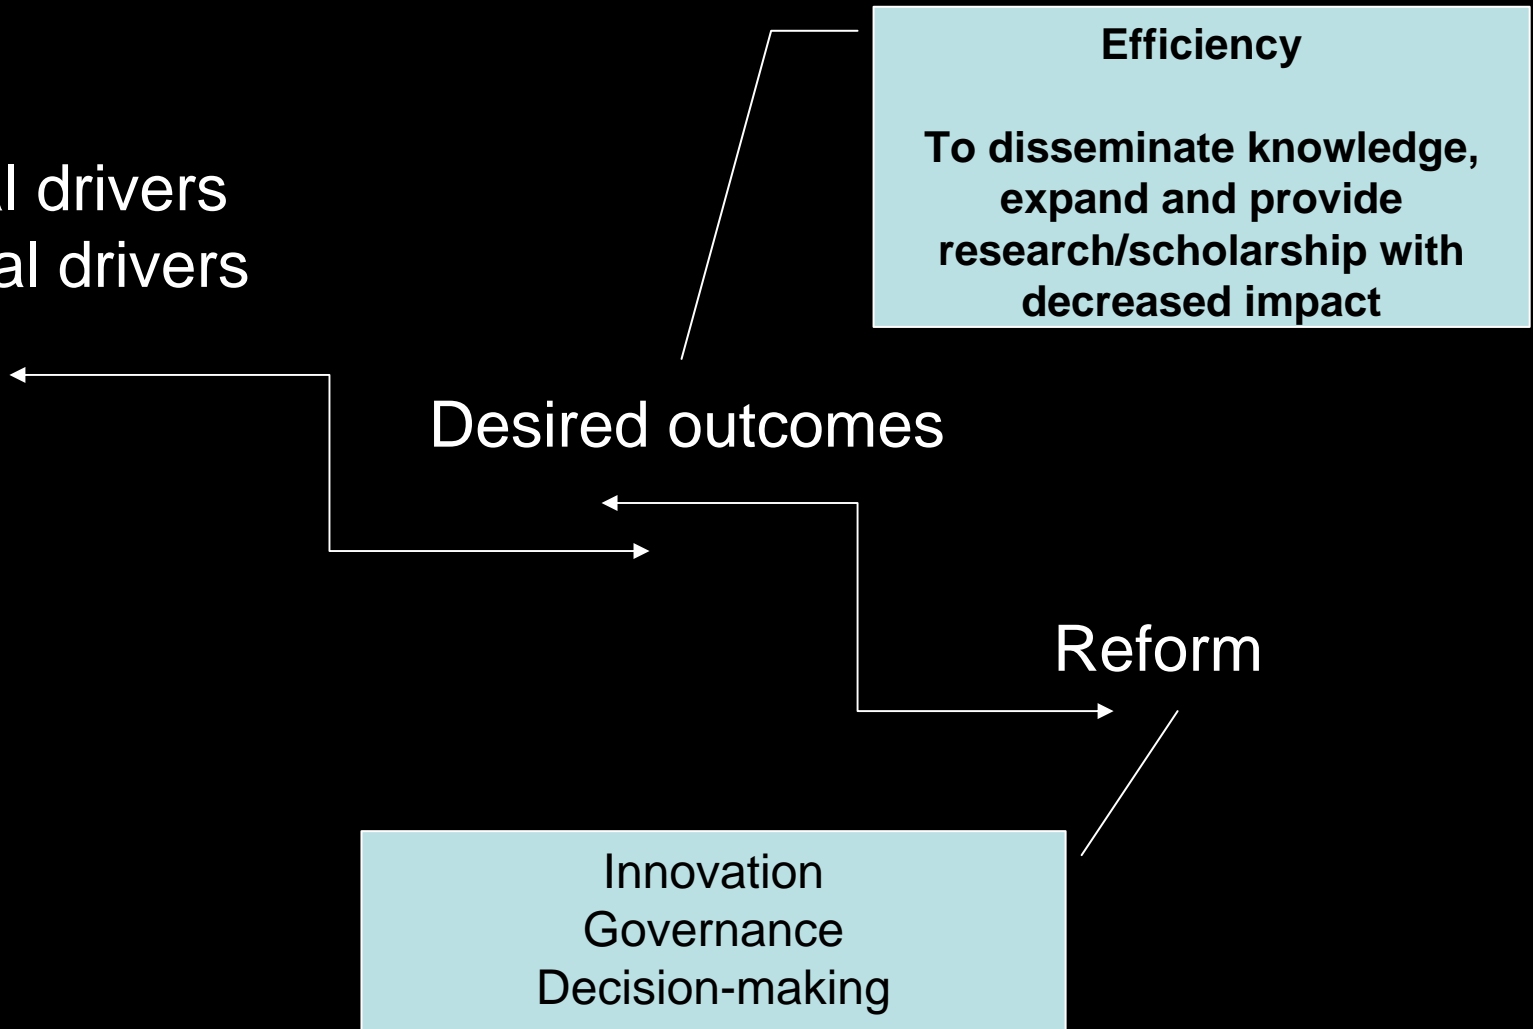 Efficiency
To disseminate knowledge,
expand and provide
research/scholarship with
decreased impact
drivers
drivers
Desired outcomes
Reform
Innovation
Governance
Decision-making